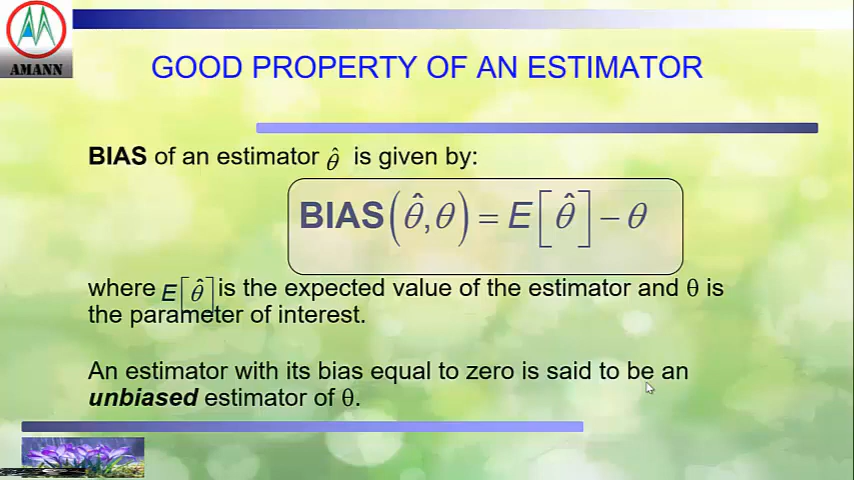 AMANN
GOOD PROPERTY OF AN ESTIMATOR
BIAS of an estimator θ̂ is given by:
BIAS(θ̂,θ) = E[θ̂] − θ
where E[θ̂] is the expected value of the estimator and θ is
the parameter of interest.
An estimator with its bias equal to zero is said to be an
unbiased estimator of θ.